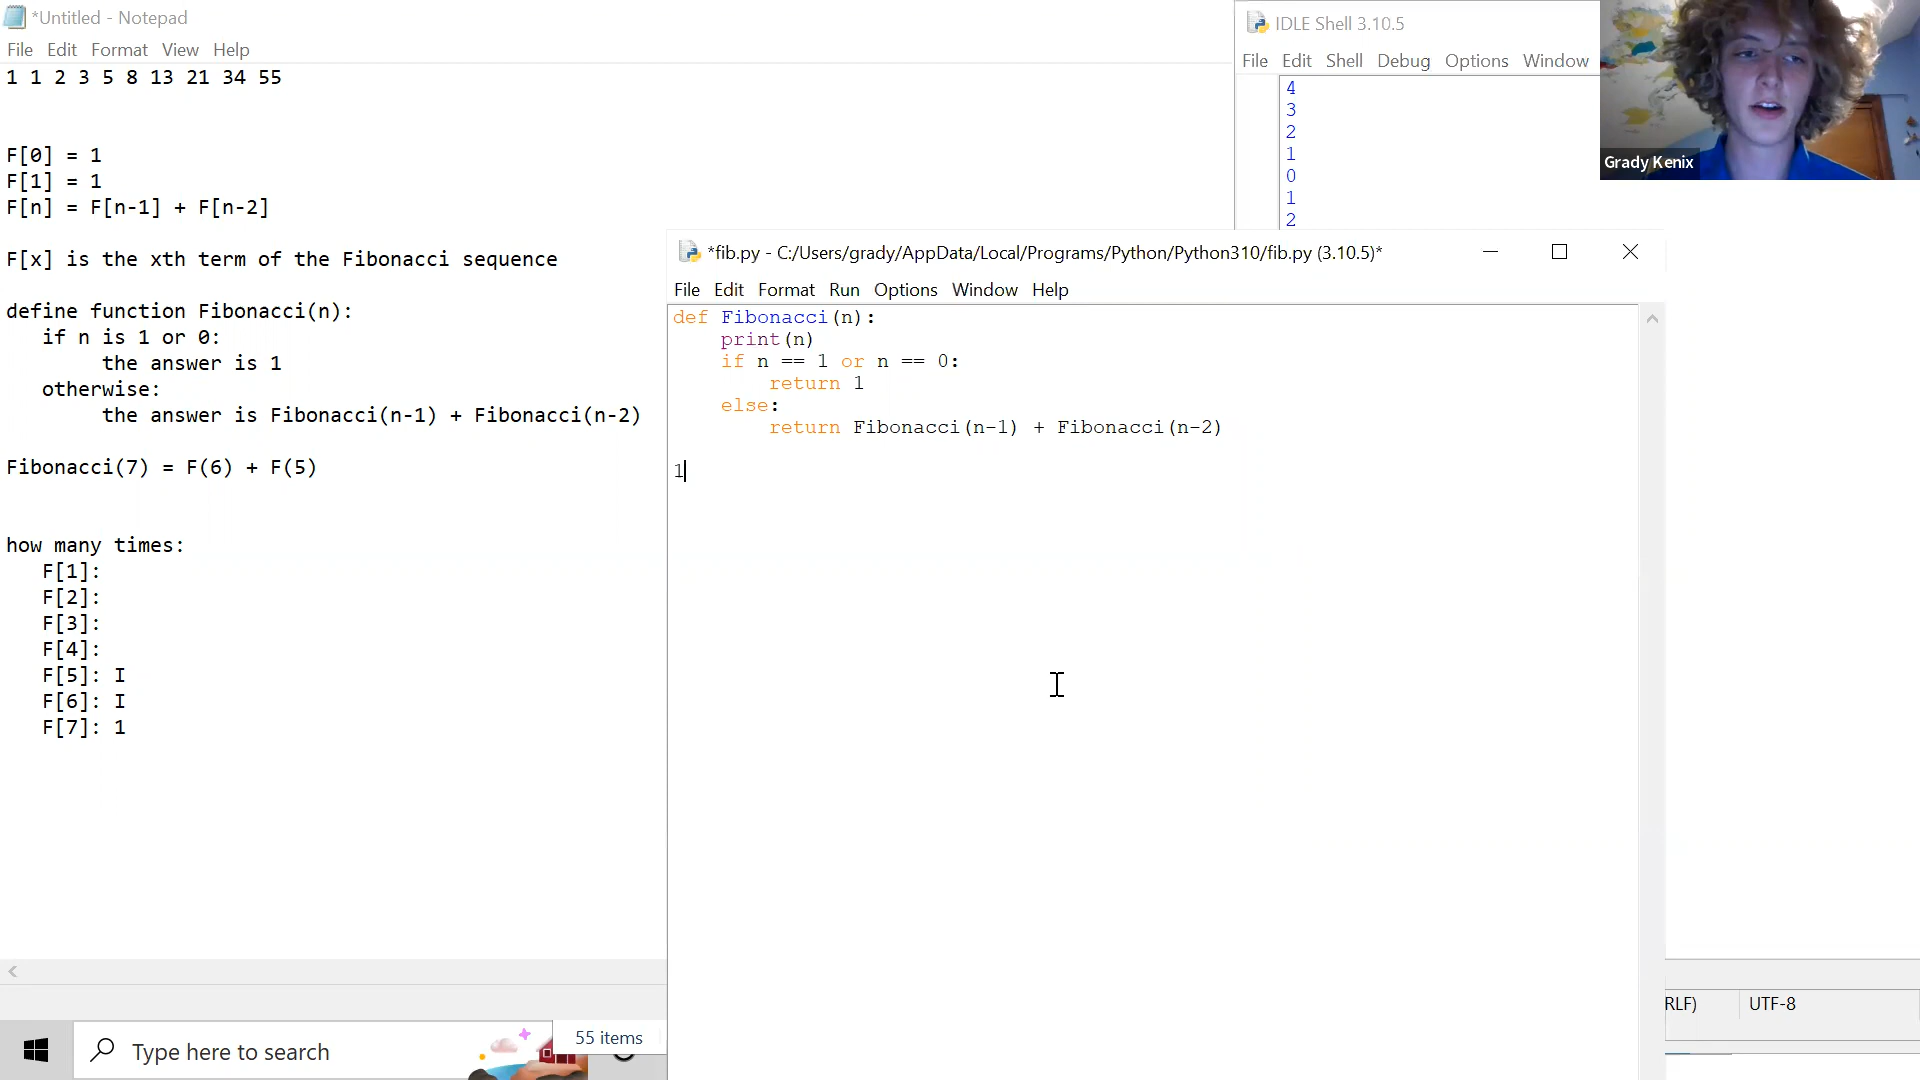 *Untitled - Notepad
File Edit Format View Help
1 1 2 3 5 8 13 21 34 55
F[0] = 1
F[1] = 1
F[n] = F[n-1] + F[n-2]
F[x] is the xth term of the Fibonacci sequence
define function Fibonacci(n):
if n is 1 or 0:
the answer is 1
otherwise:
the answer is Fibonacci(n-1) + Fibonacci(n-2)
Fibonacci(7) = F(6) + F(5)
how many times:
F[1]:
F[2]:
F[3]:
F[4]:
F[5]: I
F[6]: I
F[7]: 1
IDLE Shell 3.10.5
File Edit Shell Debug Options Window
4
3
2
1
0
1
2
Grady Kenix
*fib.py - C:/Users/grady/AppData/Local/Programs/Python/Python310/fib.py (3.10.5)*
File Edit Format Run Options Window Help
def Fibonacci(n):
print(n)
if n == 1 or n == 0:
return 1
else:
return Fibonacci(n-1) + Fibonacci(n-2)
1
RLF) UTF-8
Type here to search
55 items